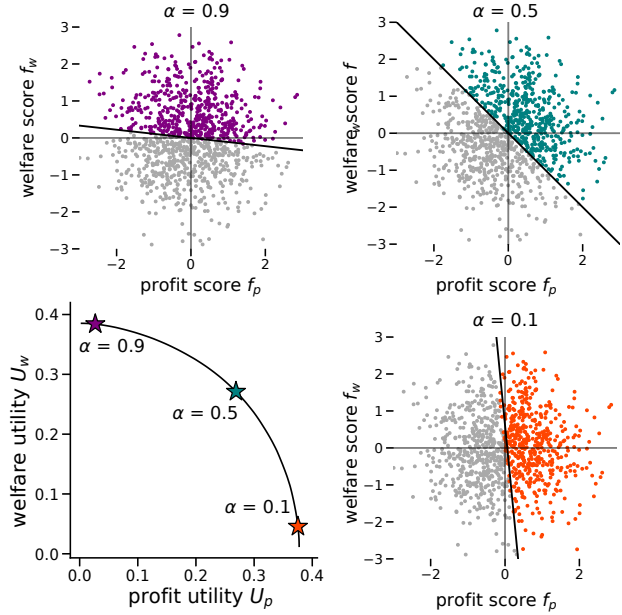 α = 0.9
3
2
1
0
−1
−2
−3
welfare score f_w
−2
0
2
profit score f_p
α = 0.5
3
2
1
0
−1
−2
−3
welfare score f
w
−2
0
2
profit score f_p
0.4
0.3
0.2
0.1
0.0
welfare utility U_w
α = 0.9
α = 0.5
α = 0.1
0.0
0.1
0.2
0.3
0.4
profit utility U_p
α = 0.1
3
2
1
0
−1
−2
−3
welfare score f_w
−2
0
2
profit score f_p